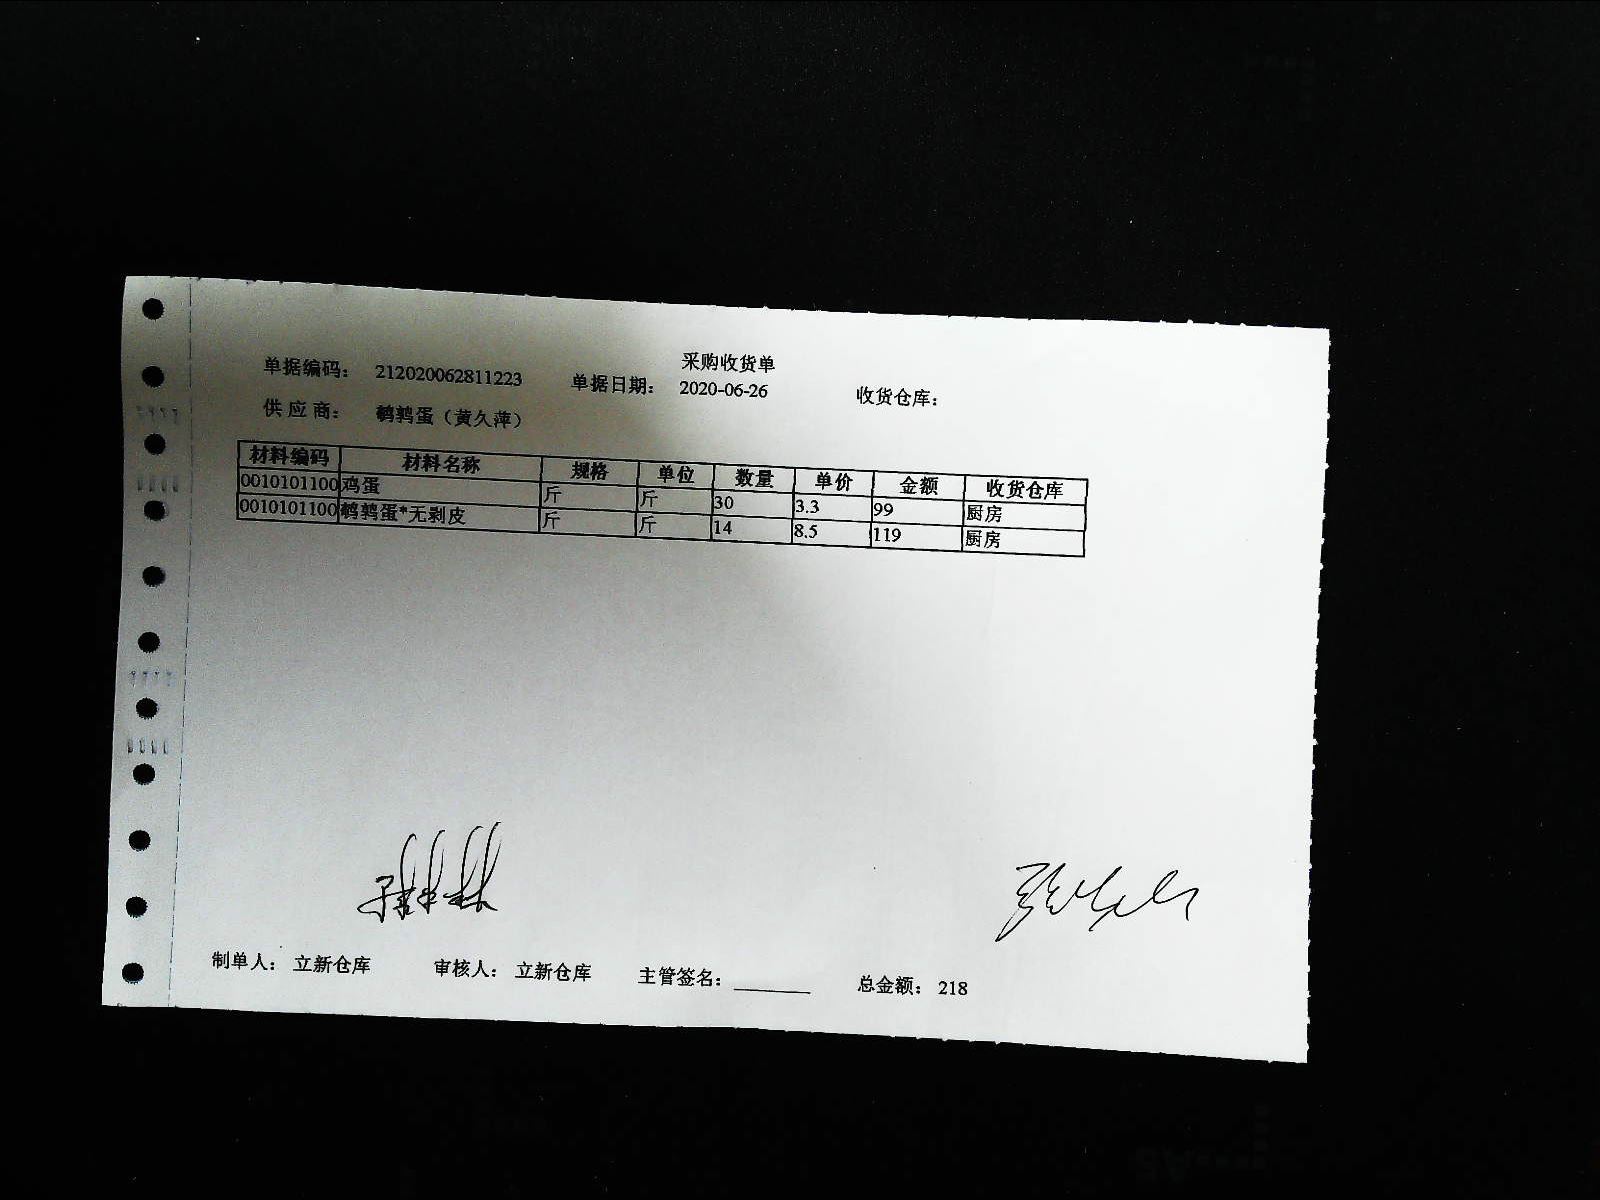 采购收货单
单据编码： 212020062811223 单据日期： 2020-06-26 收货仓库：
供 应 商： 鹌鹑蛋（黄久萍）
材料编码 材料名称 规格 单位 数量 单价 金额 收货仓库
0010101100 鸡蛋 斤 斤 30 3.3 99 厨房
0010101100 鹌鹑蛋*无剥皮 斤 斤 14 8.5 119 厨房
制单人： 立新仓库 审核人： 立新仓库 主管签名：________ 总金额： 218